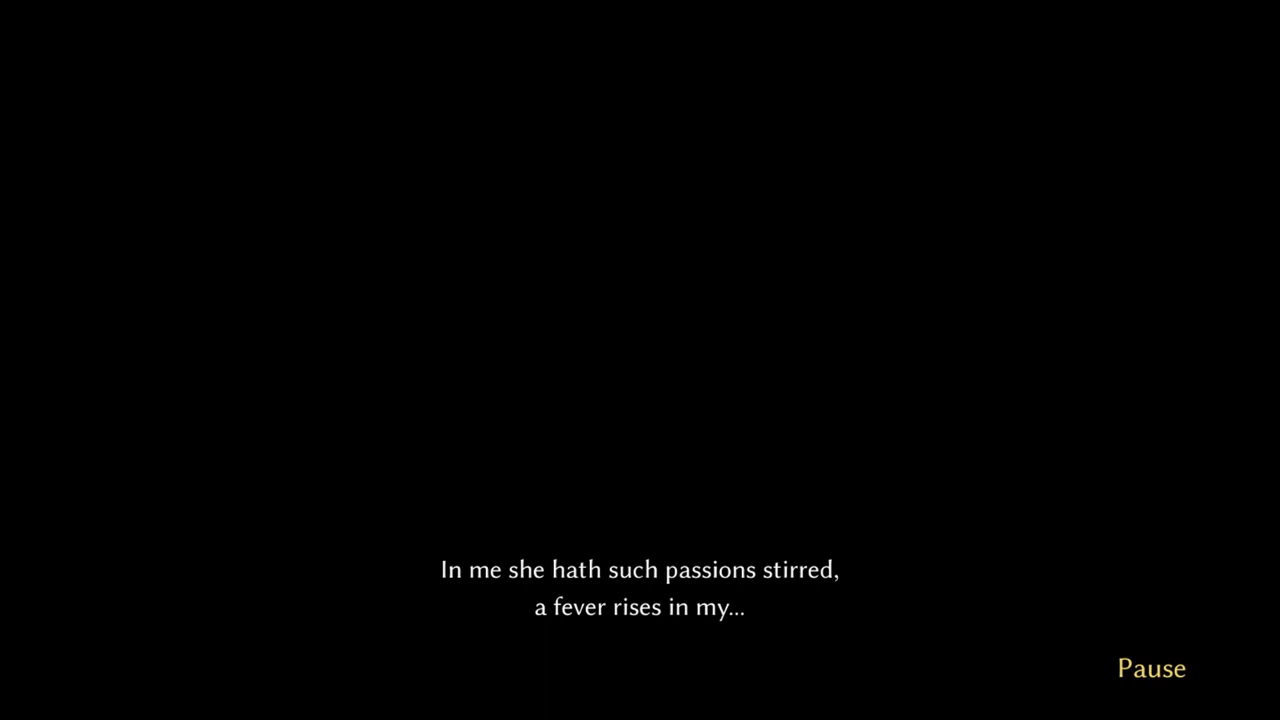 In me she hath such passions stirred,
a fever rises in my...
Pause